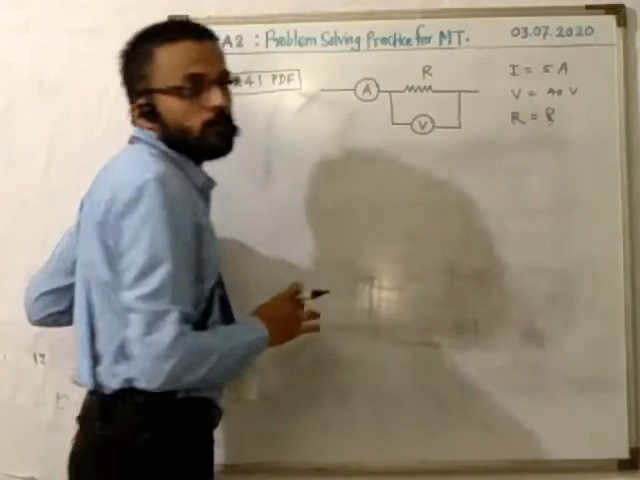 A2 : Problem Solving Practice for MT. 03.07.2020
41 PDF
R
A
V
I = 5 A
V = 40 V
R = ?